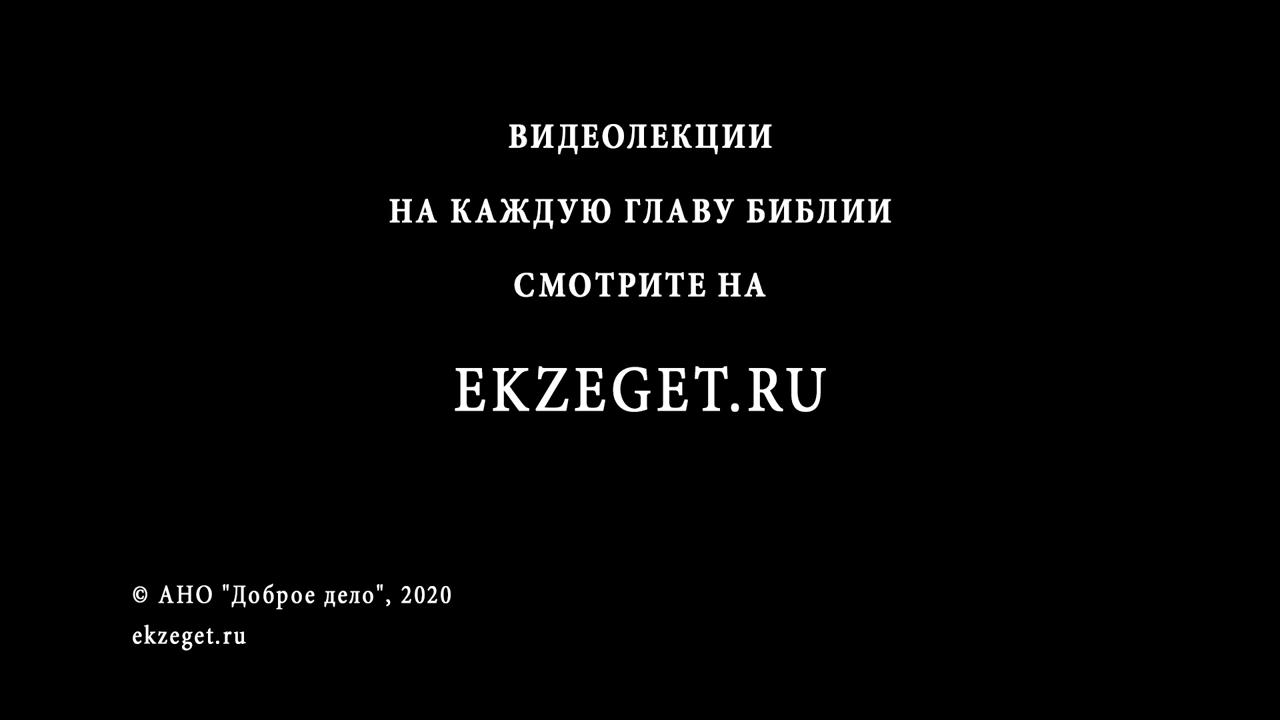 ВИДЕОЛЕКЦИИ
НА КАЖДУЮ ГЛАВУ БИБЛИИ
СМОТРИТЕ НА
EKZEGET.RU
© АНО "Доброе дело", 2020
ekzeget.ru